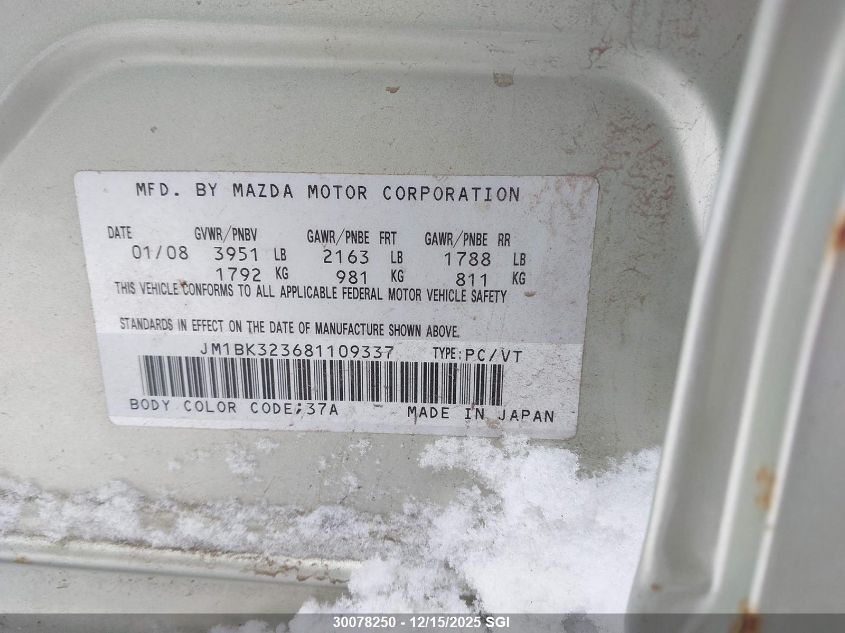 MFD. BY MAZDA MOTOR CORPORATION
DATE GVWR/PNBV GAWR/PNBE FRT GAWR/PNBE RR
01/08 3951 LB 2163 LB 1788 LB
1792 KG 981 KG 811 KG
THIS VEHICLE CONFORMS TO ALL APPLICABLE FEDERAL MOTOR VEHICLE SAFETY
STANDARDS IN EFFECT ON THE DATE OF MANUFACTURE SHOWN ABOVE.
JM1BK323681109337 TYPE:PC/VT
BODY COLOR CODE;37A - MADE IN JAPAN
30078250 - 12/15/2025 SGI